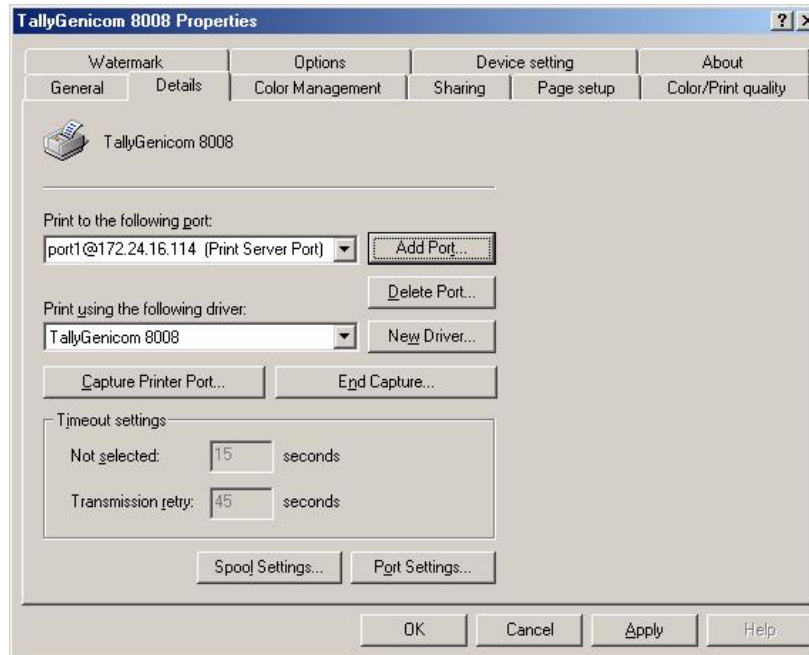 TallyGenicom 8008 Properties
Watermark Options Device setting About
General Details Color Management Sharing Page setup Color/Print quality
TallyGenicom 8008
Print to the following port:
port1@172.24.16.114 (Print Server Port) Add Port...
Delete Port...
Print using the following driver:
TallyGenicom 8008 New Driver...
Capture Printer Port... End Capture...
Timeout settings
Not selected: 15 seconds
Transmission retry: 45 seconds
Spool Settings... Port Settings...
OK Cancel Apply Help